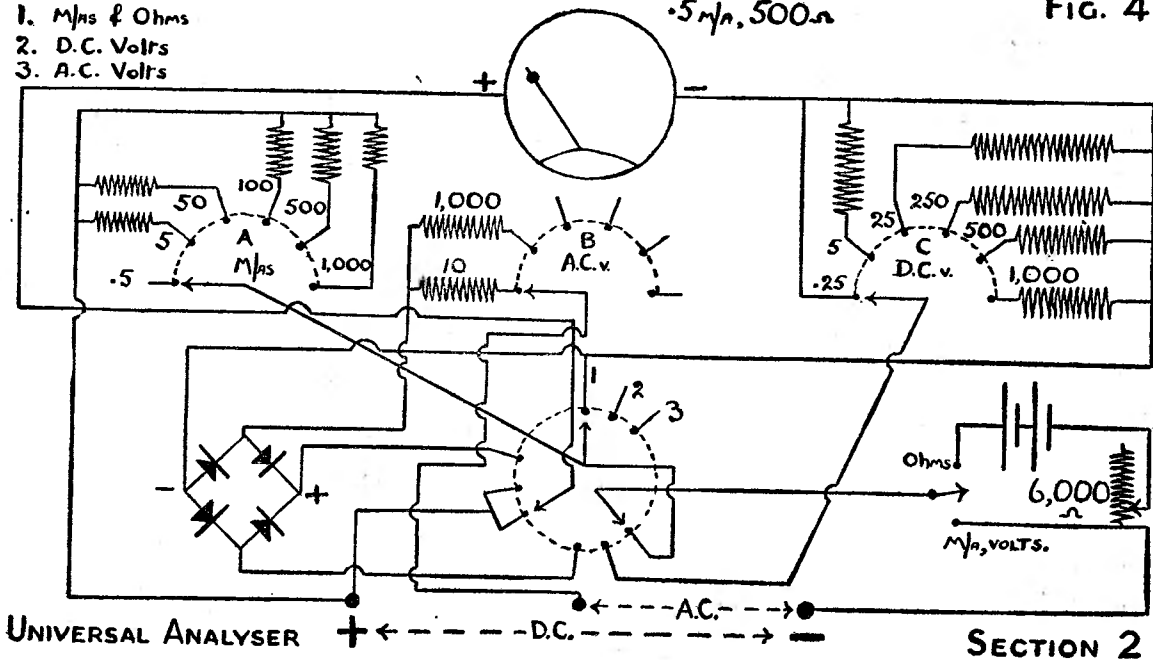 1. M/AS & OHMS
2. D.C. VOLTS
3. A.C. VOLTS
.5 M/A, 500Ω
FIG. 4
+
−
100
50
500
5
A
M/AS
1,000
.5
1,000
10
B
A.C.v.
25
250
500
5
C
D.C.v.
1,000
.25
1
2
3
−
+
OHMS
6,000
Ω
M/A, VOLTS.
A.C.
UNIVERSAL ANALYSER
+
D.C.
−
SECTION 2